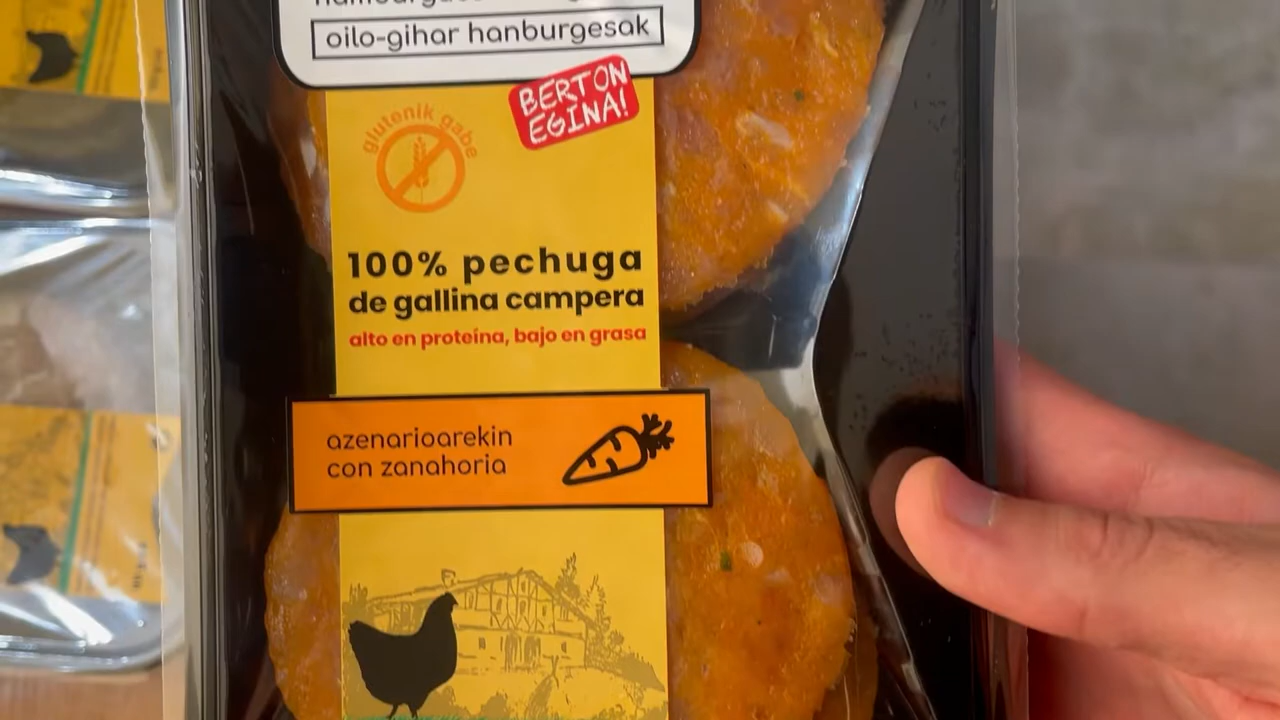 oilo-gihar hanburgesak
BERTON
EGINA!
glutenik gabe
100% pechuga
de gallina campera
alto en proteína, bajo en grasa
azenarioarekin
con zanahoria